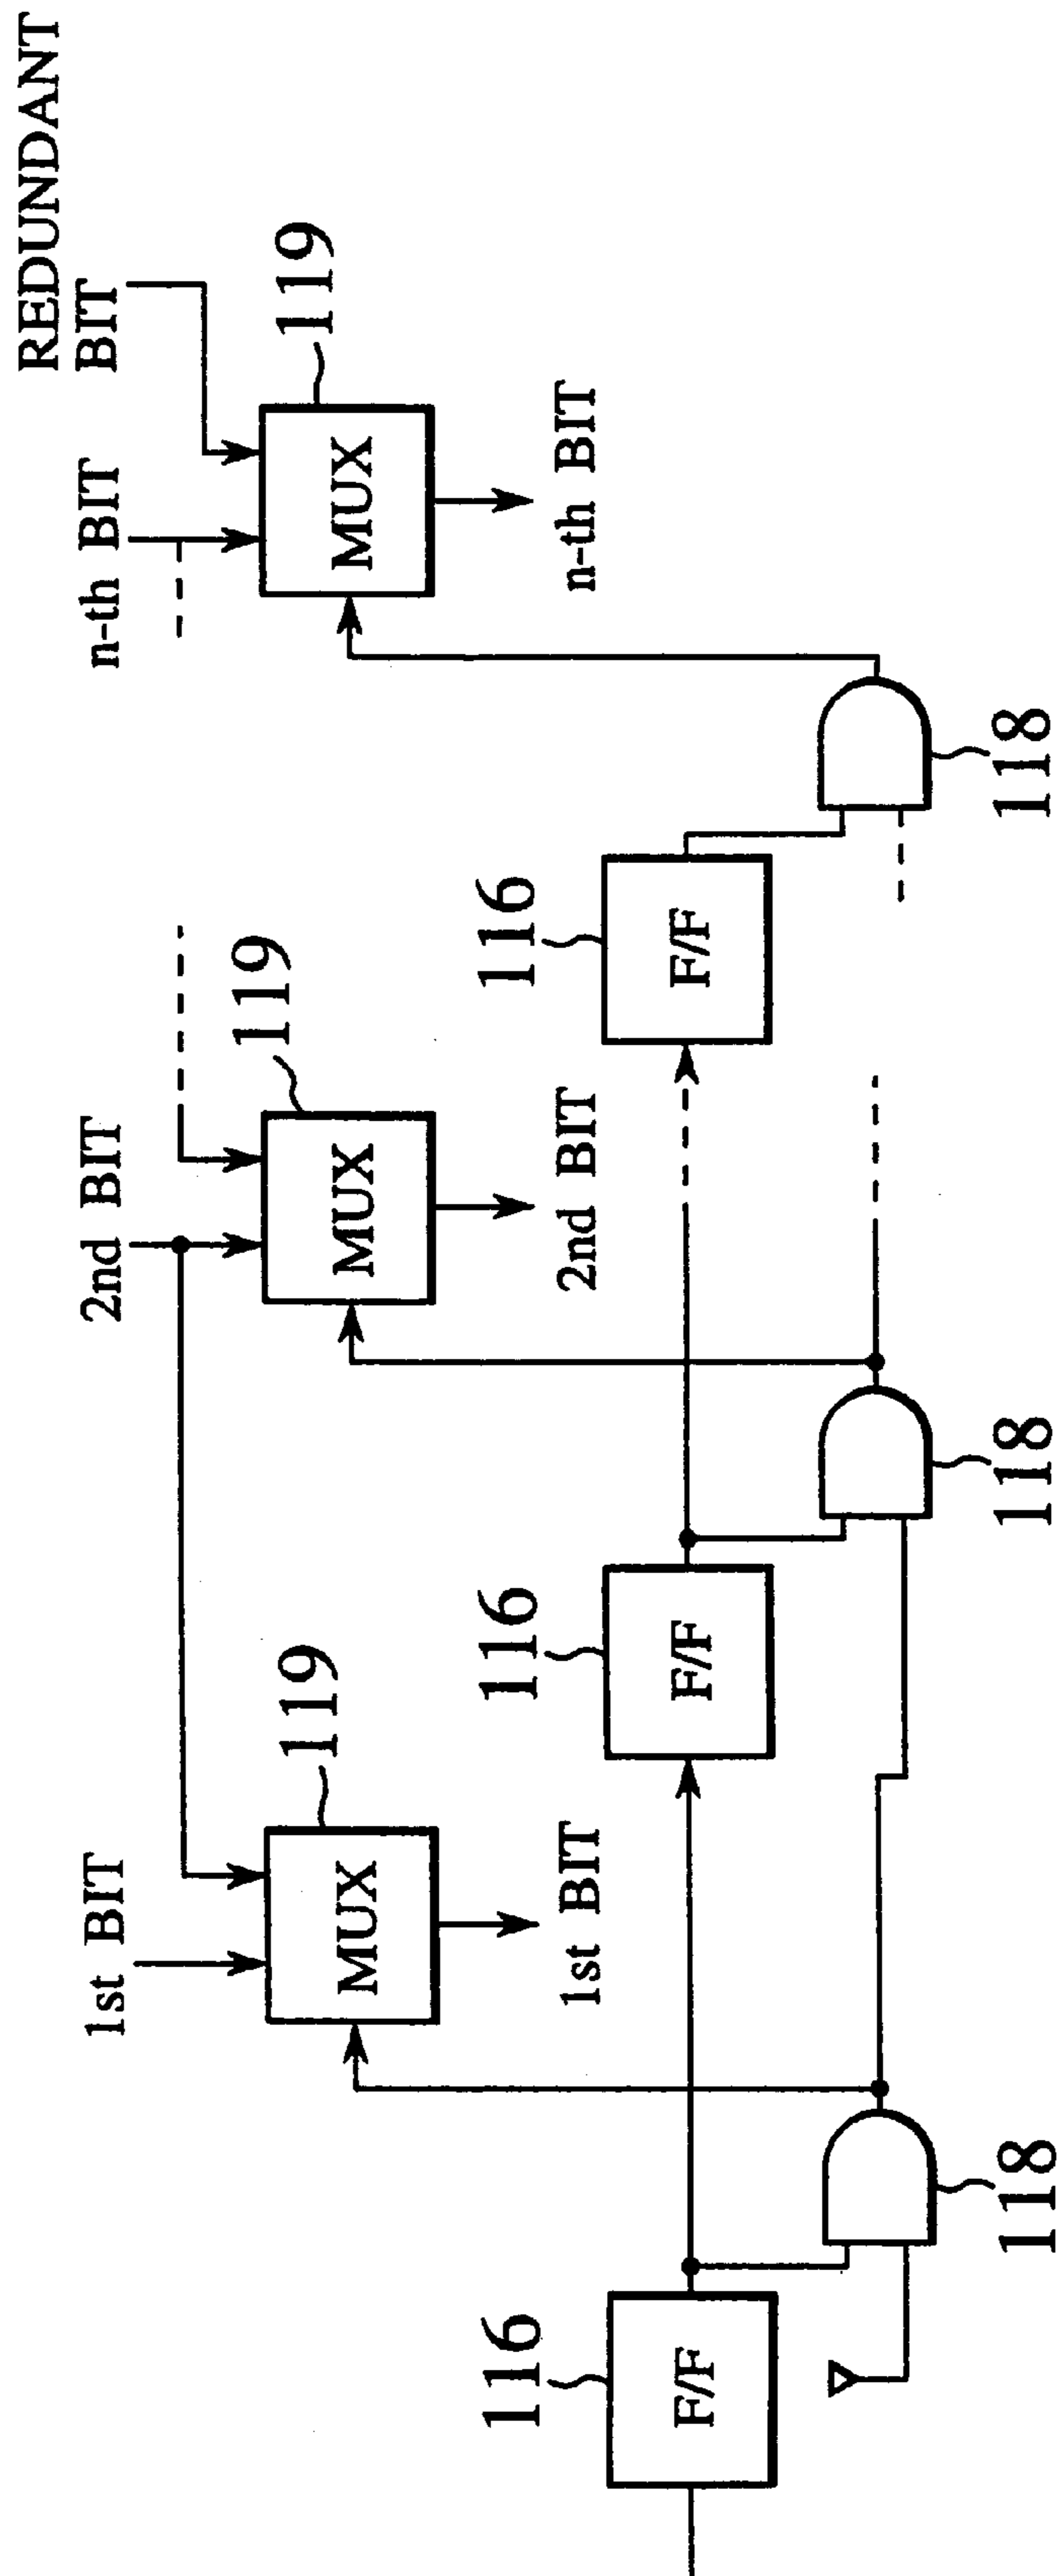 REDUNDANT
BIT
1st BIT
2nd BIT
n-th BIT
119
119
119
MUX
MUX
MUX
1st BIT
2nd BIT
n-th BIT
116
116
116
F/F
F/F
F/F
118
118
118